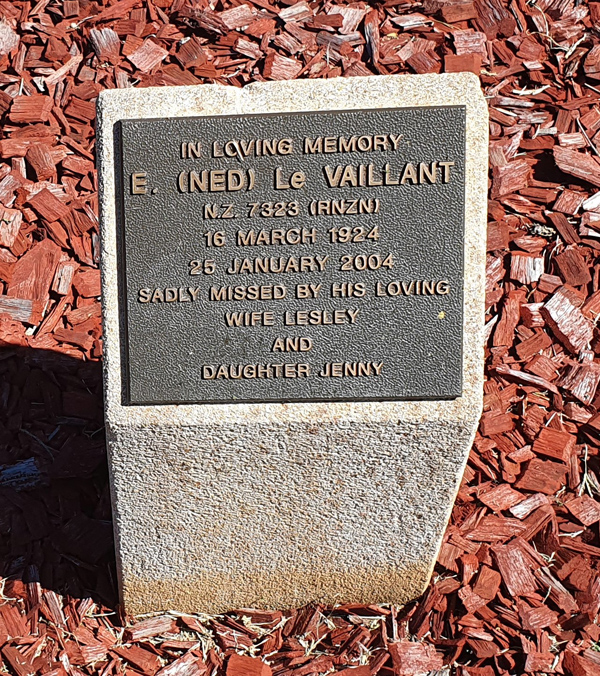 IN LOVING MEMORY
E. (NED) Le VAILLANT
N.Z. 7323 (RNZN)
16 MARCH 1924
25 JANUARY 2004
SADLY MISSED BY HIS LOVING
WIFE LESLEY
AND
DAUGHTER JENNY